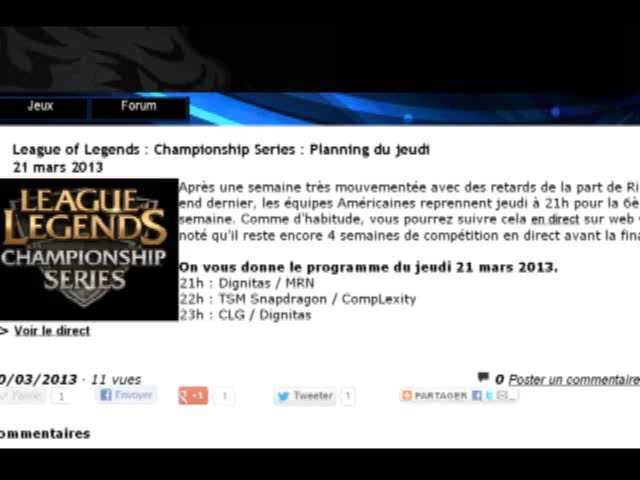 Jeux Forum
League of Legends : Championship Series : Planning du jeudi
21 mars 2013
LEAGUE of
LEGENDS
CHAMPIONSHIP
SERIES
Après une semaine très mouvementée avec des retards de la part de Ri
end dernier, les équipes Américaines reprennent jeudi à 21h pour la 6è
semaine. Comme d'habitude, vous pourrez suivre cela en direct sur web
noté qu'il reste encore 4 semaines de compétition en direct avant la fina
On vous donne le programme du jeudi 21 mars 2013.
21h : Dignitas / MRN
22h : TSM Snapdragon / CompLexity
23h : CLG / Dignitas
> Voir le direct
0/03/2013 · 11 vues 0 Poster un commentaire
J'aime 1 Envoyer +1 1 Tweeter 1 PARTAGER
ommentaires